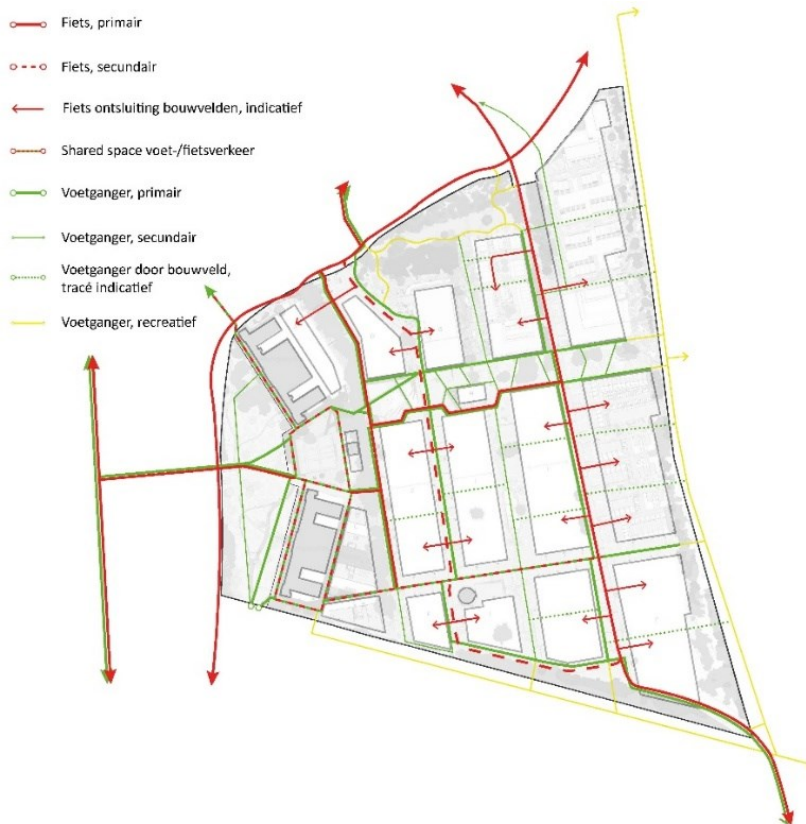 Fiets, primair
Fiets, secundair
Fiets ontsluiting bouwvelden, indicatief
Shared space voet-/fietsverkeer
Voetganger, primair
Voetganger, secundair
Voetganger door bouwveld,
tracé indicatief
Voetganger, recreatief